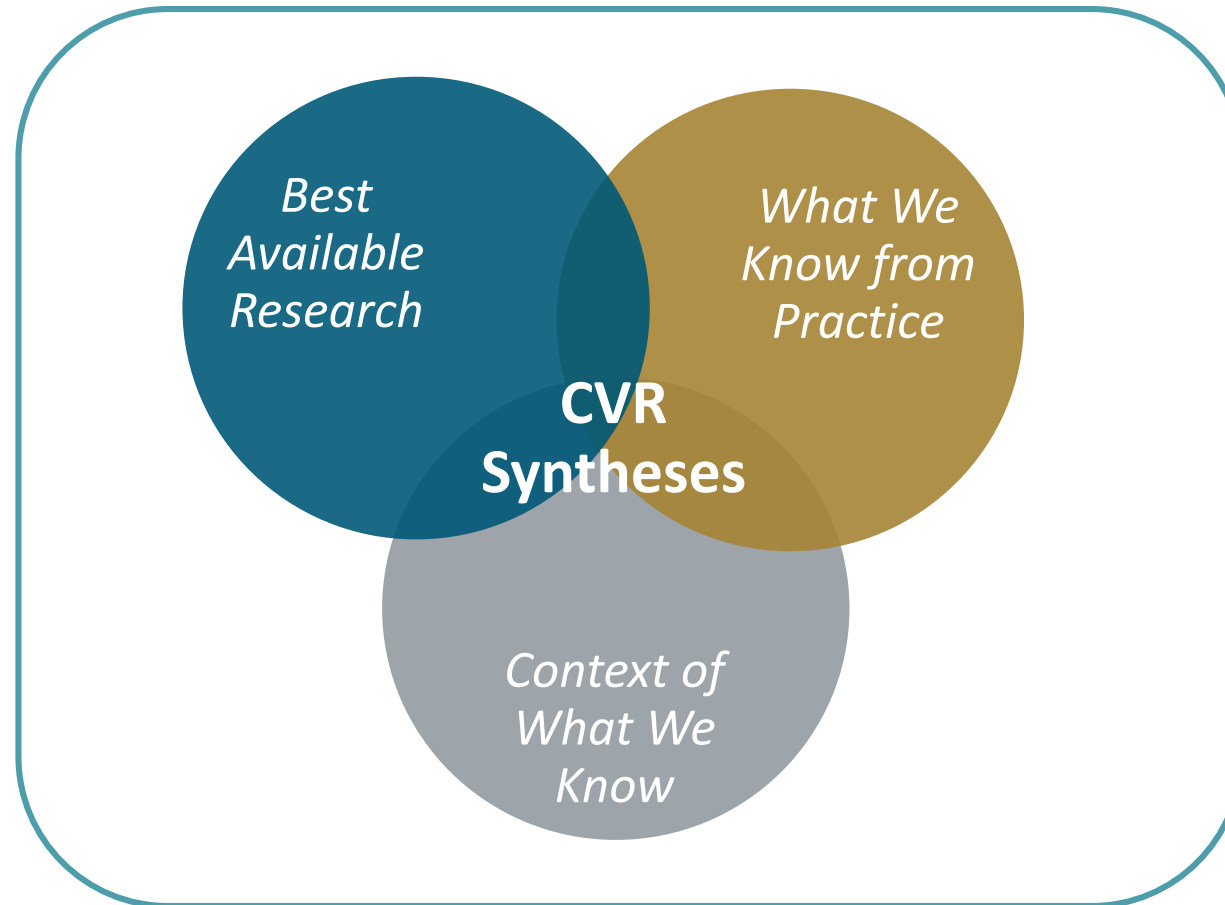 Best
Available
Research
What We
Know from
Practice
CVR
Syntheses
Context of
What We
Know